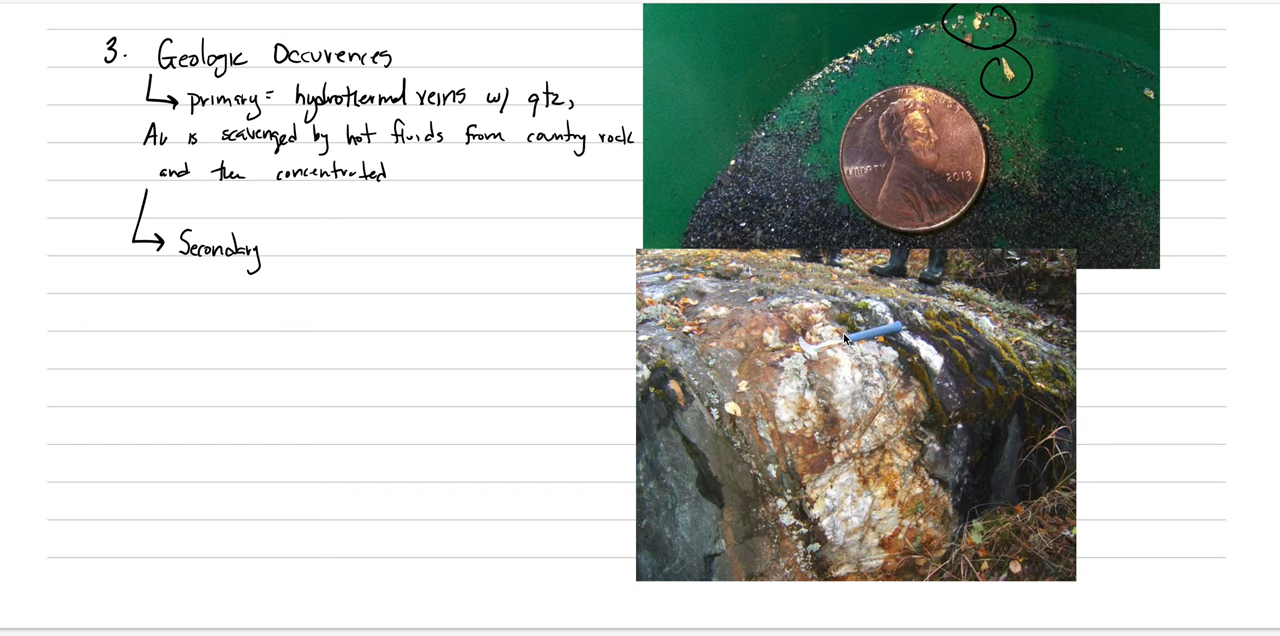 3. Geologic Occurences
primary = hydrothermal veins w/ qtz,
Au is scavenged by hot fluids from country rock
and then concentrated
Secondary
LIBERTY
2013